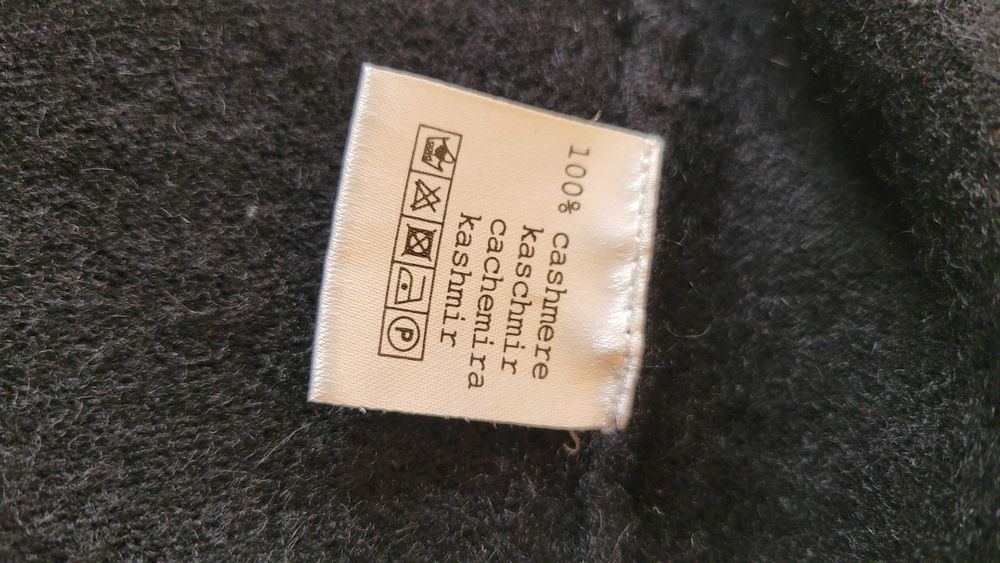 100% cashmere
kaschmir
cachemira
kashmir
P